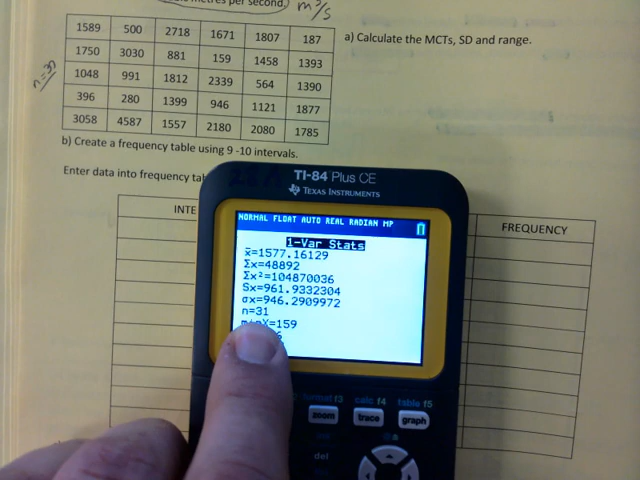 metres per second.) m³/s
1589 500 2718 1671 1807 187
1750 3030 881 159 1458 1393
1048 991 1812 2339 564 1390
396 280 1399 946 1121 1877
3058 4587 1557 2180 2080 1785
a) Calculate the MCTs, SD and range.
b) Create a frequency table using 9 -10 intervals.
Enter data into frequency
INTE
FREQUENCY
TI-84 Plus CE
TEXAS INSTRUMENTS
NORMAL FLOAT AUTO REAL RADIAN MP
1-Var Stats
x̄=1577.16129
Σx=48892
Σx²=104870036
Sx=961.9332304
σx=946.2909972
n=31
minX=159
format f3 calc f4 table f5
zoom trace graph
del